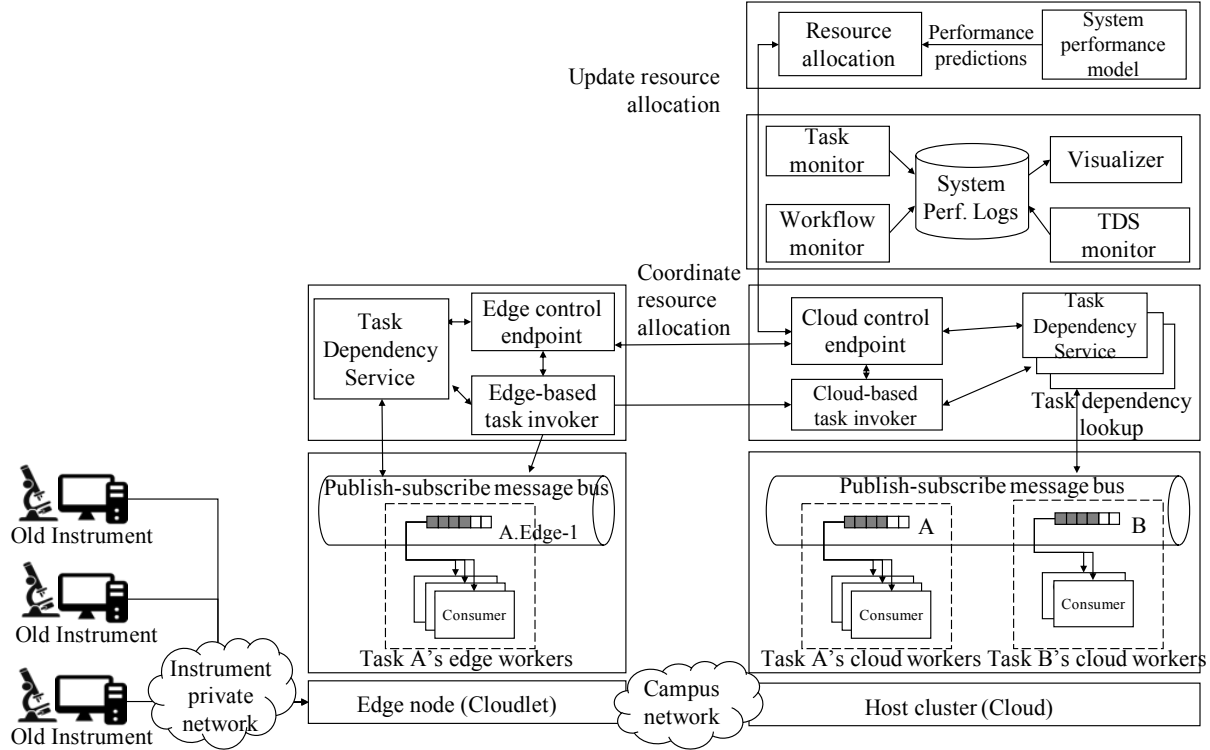 Resource
allocation
Performance
predictions
System
performance
model
Update resource
allocation
Task
monitor
Workflow
monitor
System
Perf. Logs
Visualizer
TDS
monitor
Coordinate
resource
allocation
Task
Dependency
Service
Edge control
endpoint
Edge-based
task invoker
Cloud control
endpoint
Cloud-based
task invoker
Task
Dependency
Service
Task dependency
lookup
Publish-subscribe message bus
A.Edge-1
Consumer
Task A's edge workers
Publish-subscribe message bus
A
B
Consumer
Consumer
Task A's cloud workers
Task B's cloud workers
Old Instrument
Old Instrument
Old Instrument
Instrument
private
network
Edge node (Cloudlet)
Campus
network
Host cluster (Cloud)